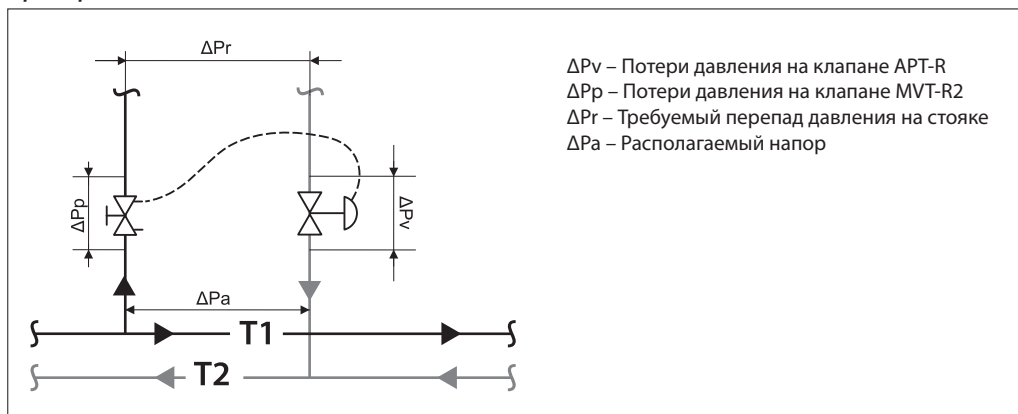 ΔPr
ΔPv – Потери давления на клапане APT-R
ΔPp – Потери давления на клапане MVT-R2
ΔPr – Требуемый перепад давления на стояке
ΔPa – Располагаемый напор
ΔPp
ΔPv
ΔPa
T1
T2